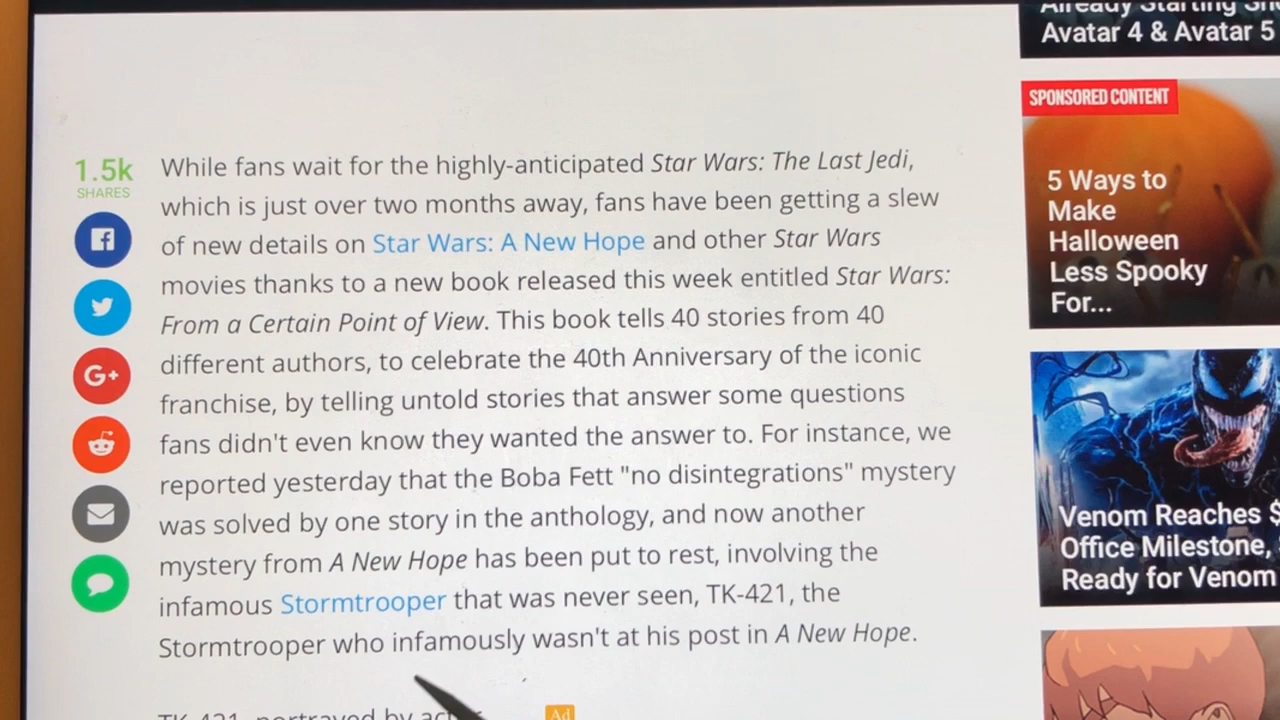 Avatar 4 & Avatar 5
SPONSORED CONTENT
5 Ways to
Make
Halloween
Less Spooky
For...
Venom Reaches $
Office Milestone,
Ready for Venom
1.5k
SHARES
While fans wait for the highly-anticipated Star Wars: The Last Jedi,
which is just over two months away, fans have been getting a slew
of new details on Star Wars: A New Hope and other Star Wars
movies thanks to a new book released this week entitled Star Wars:
From a Certain Point of View. This book tells 40 stories from 40
different authors, to celebrate the 40th Anniversary of the iconic
franchise, by telling untold stories that answer some questions
fans didn't even know they wanted the answer to. For instance, we
reported yesterday that the Boba Fett "no disintegrations" mystery
was solved by one story in the anthology, and now another
mystery from A New Hope has been put to rest, involving the
infamous Stormtrooper that was never seen, TK-421, the
Stormtrooper who infamously wasn't at his post in A New Hope.
TK-421, portrayed by
Ad
G+